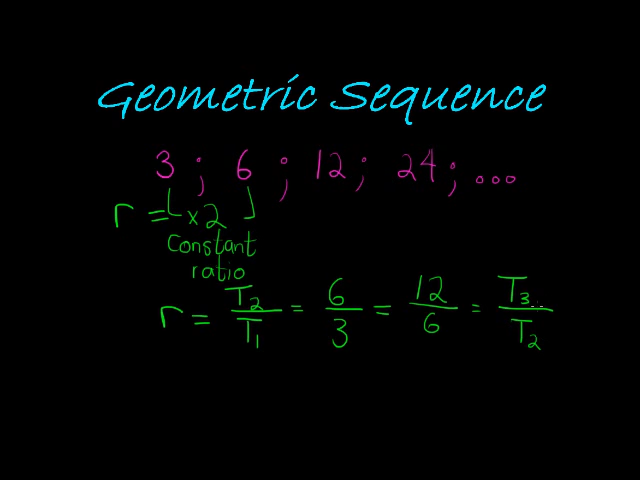 Geometric Sequence
3 ; 6 ; 12 ; 24 ; ...
r = × 2
constant
ratio
r = T₂/T₁ = 6/3 = 12/6 = T₃/T₂